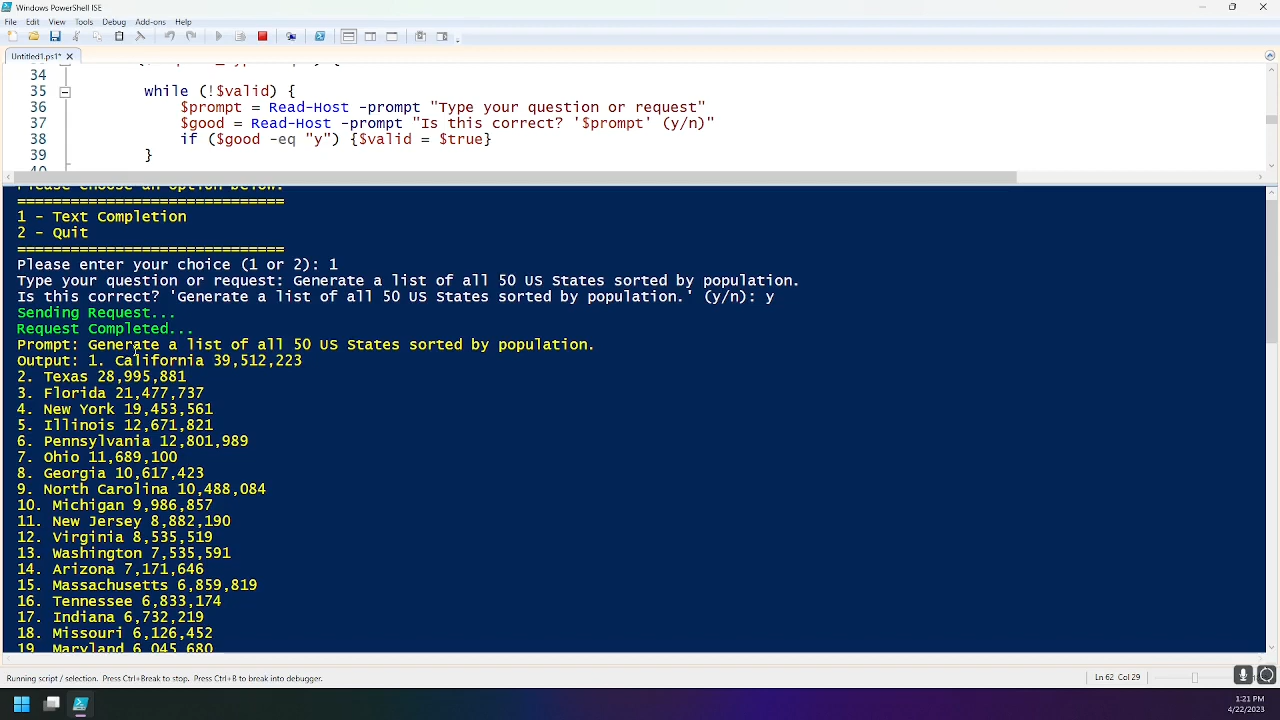 Windows PowerShell ISE
File Edit View Tools Debug Add-ons Help
Untitled1.ps1*
34
35 while (!$valid) {
36 $prompt = Read-Host -prompt "Type your question or request"
37 $good = Read-Host -prompt "Is this correct? '$prompt' (y/n)"
38 if ($good -eq "y") {$valid = $true}
39 }
40
Please choose an option below.
==============================
1 - Text Completion
2 - Quit
==============================
Please enter your choice (1 or 2): 1
Type your question or request: Generate a list of all 50 US States sorted by population.
Is this correct? 'Generate a list of all 50 US States sorted by population.' (y/n): y
Sending Request...
Request Completed...
Prompt: Generate a list of all 50 US States sorted by population.
Output: 1. California 39,512,223
2. Texas 28,995,881
3. Florida 21,477,737
4. New York 19,453,561
5. Illinois 12,671,821
6. Pennsylvania 12,801,989
7. Ohio 11,689,100
8. Georgia 10,617,423
9. North Carolina 10,488,084
10. Michigan 9,986,857
11. New Jersey 8,882,190
12. Virginia 8,535,519
13. Washington 7,535,591
14. Arizona 7,171,646
15. Massachusetts 6,859,819
16. Tennessee 6,833,174
17. Indiana 6,732,219
18. Missouri 6,126,452
19. Maryland 6,045,680
Running script / selection. Press Ctrl+Break to stop. Press Ctrl+B to break into debugger.
Ln 62 Col 29
1:21 PM
4/22/2023